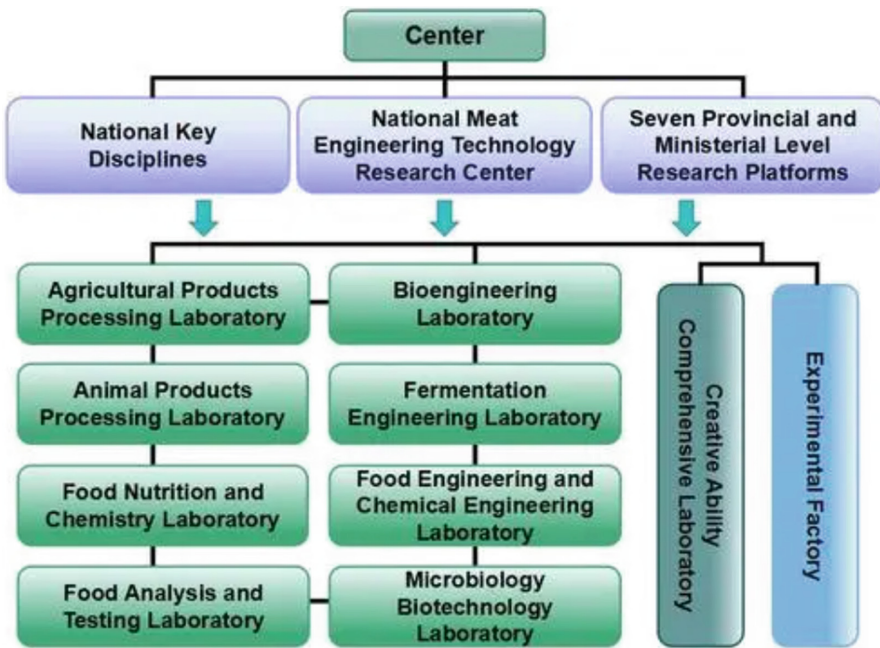 Center
National Key
Disciplines
National Meat
Engineering Technology
Research Center
Seven Provincial and
Ministerial Level
Research Platforms
Agricultural Products
Processing Laboratory
Bioengineering
Laboratory
Animal Products
Processing Laboratory
Fermentation
Engineering Laboratory
Food Nutrition and
Chemistry Laboratory
Food Engineering and
Chemical Engineering
Laboratory
Food Analysis and
Testing Laboratory
Microbiology
Biotechnology
Laboratory
Creative Ability
Comprehensive Laboratory
Experimental Factory